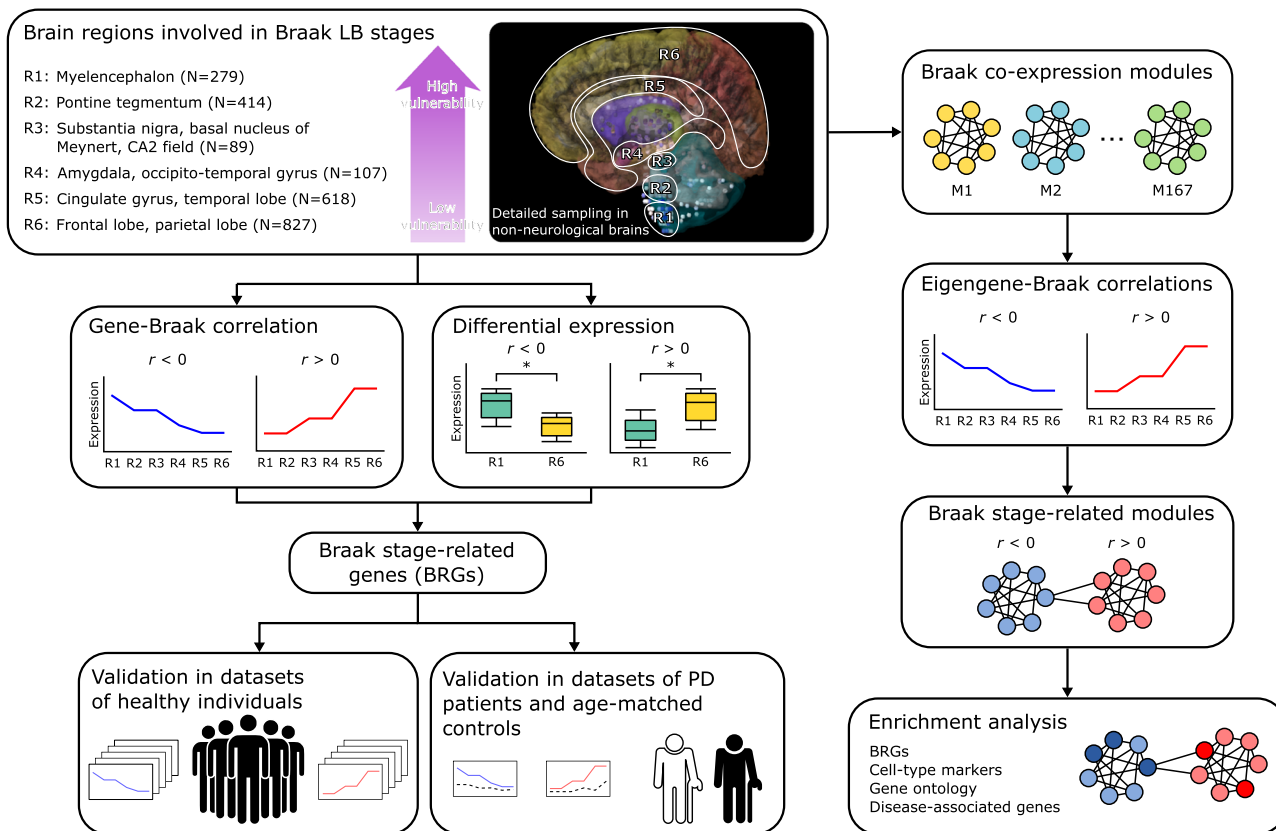 Brain regions involved in Braak LB stages
R1: Myelencephalon (N=279)
R2: Pontine tegmentum (N=414)
R3: Substantia nigra, basal nucleus of
Meynert, CA2 field (N=89)
R4: Amygdala, occipito-temporal gyrus (N=107)
R5: Cingulate gyrus, temporal lobe (N=618)
R6: Frontal lobe, parietal lobe (N=827)
High
vulnerability
Low
vulnerability
R6
R5
R4
R3
R2
R1
Detailed sampling in
non-neurological brains
Braak co-expression modules
...
M1 M2 M167
Eigengene-Braak correlations
r < 0 r > 0
Expression
R1 R2 R3 R4 R5 R6 R1 R2 R3 R4 R5 R6
Gene-Braak correlation
r < 0 r > 0
Expression
R1 R2 R3 R4 R5 R6 R1 R2 R3 R4 R5 R6
Differential expression
r < 0 r > 0
* *
Expression
R1 R6 R1 R6
Braak stage-related
genes (BRGs)
Braak stage-related modules
r < 0 r > 0
Validation in datasets
of healthy individuals
Validation in datasets of PD
patients and age-matched
controls
Enrichment analysis
BRGs
Cell-type markers
Gene ontology
Disease-associated genes